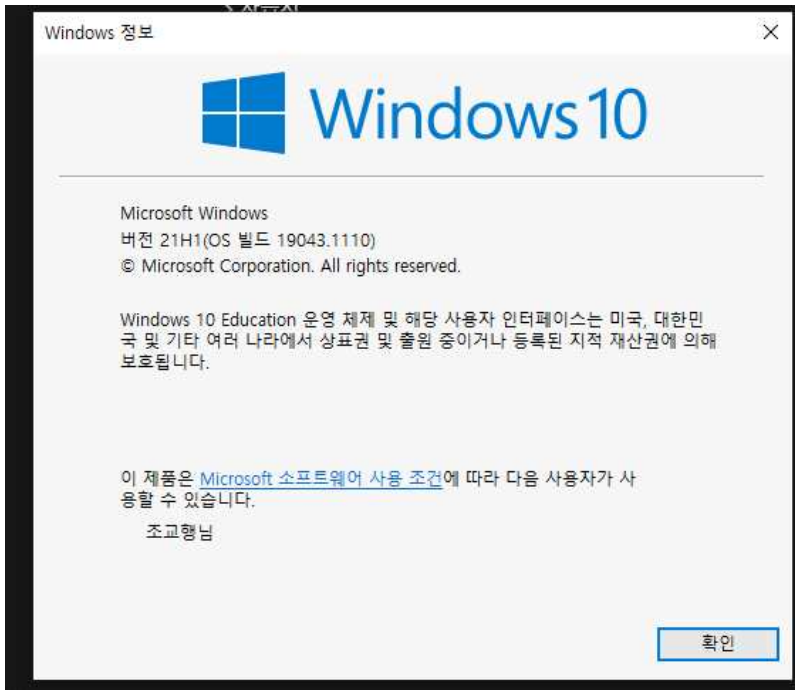 Windows 정보
Windows 10
Microsoft Windows
버전 21H1(OS 빌드 19043.1110)
© Microsoft Corporation. All rights reserved.
Windows 10 Education 운영 체제 및 해당 사용자 인터페이스는 미국, 대한민
국 및 기타 여러 나라에서 상표권 및 출원 중이거나 등록된 지적 재산권에 의해
보호됩니다.
이 제품은 Microsoft 소프트웨어 사용 조건에 따라 다음 사용자가 사
용할 수 있습니다.
조교행님
확인